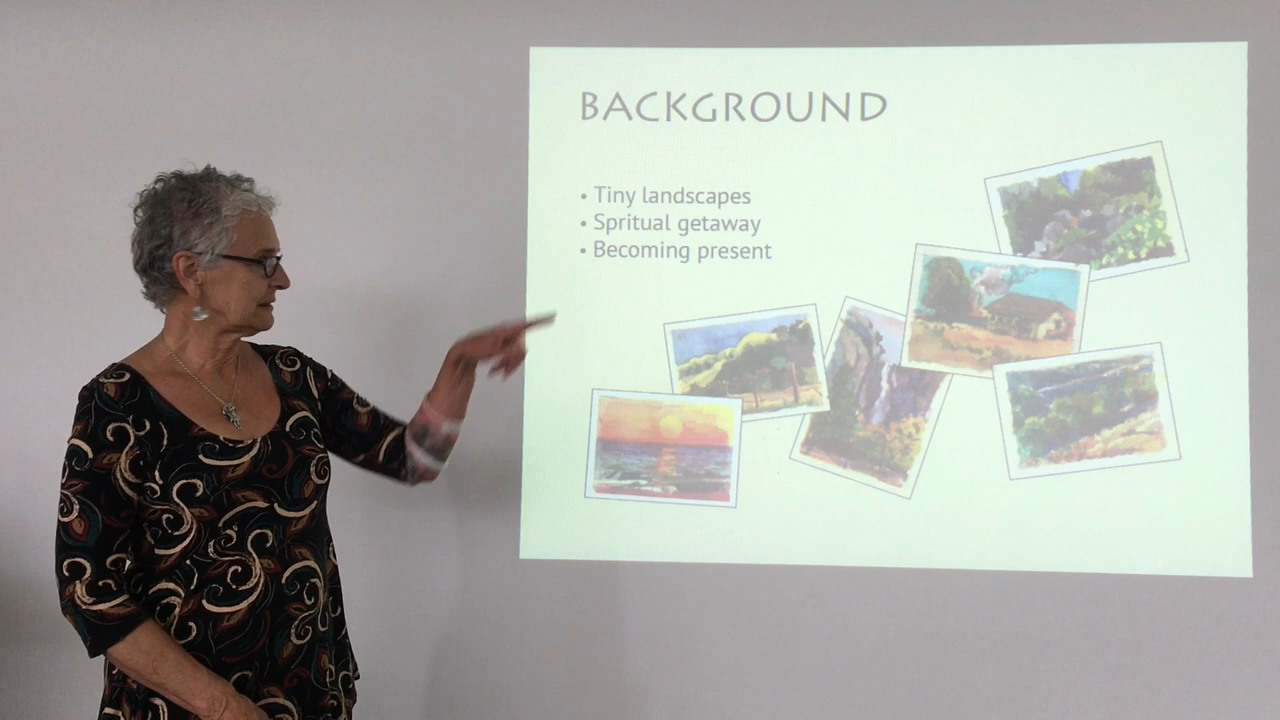 BACKGROUND
• Tiny landscapes
• Spritual getaway
• Becoming present